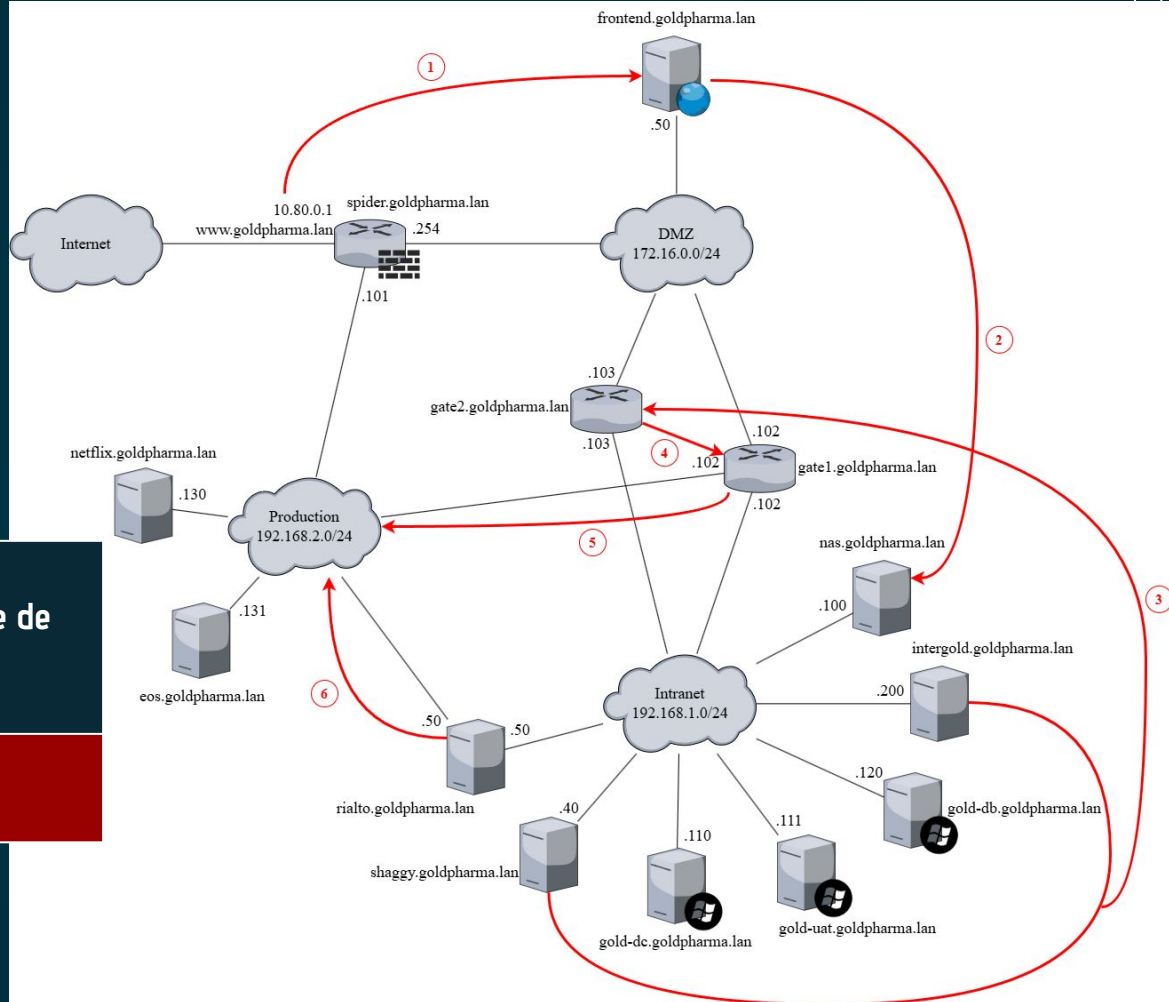 frontend.goldpharma.lan
1
.50
10.80.0.1
spider.goldpharma.lan
www.goldpharma.lan
.254
Internet
DMZ
172.16.0.0/24
.101
2
.103
gate2.goldpharma.lan
.103
4
.102
.102
gate1.goldpharma.lan
.102
netflix.goldpharma.lan
.130
Production
192.168.2.0/24
5
nas.goldpharma.lan
.100
3
e de
.131
eos.goldpharma.lan
intergold.goldpharma.lan
.200
Intranet
192.168.1.0/24
6
.50
.50
rialto.goldpharma.lan
.120
gold-db.goldpharma.lan
.40
shaggy.goldpharma.lan
.110
gold-dc.goldpharma.lan
.111
gold-uat.goldpharma.lan